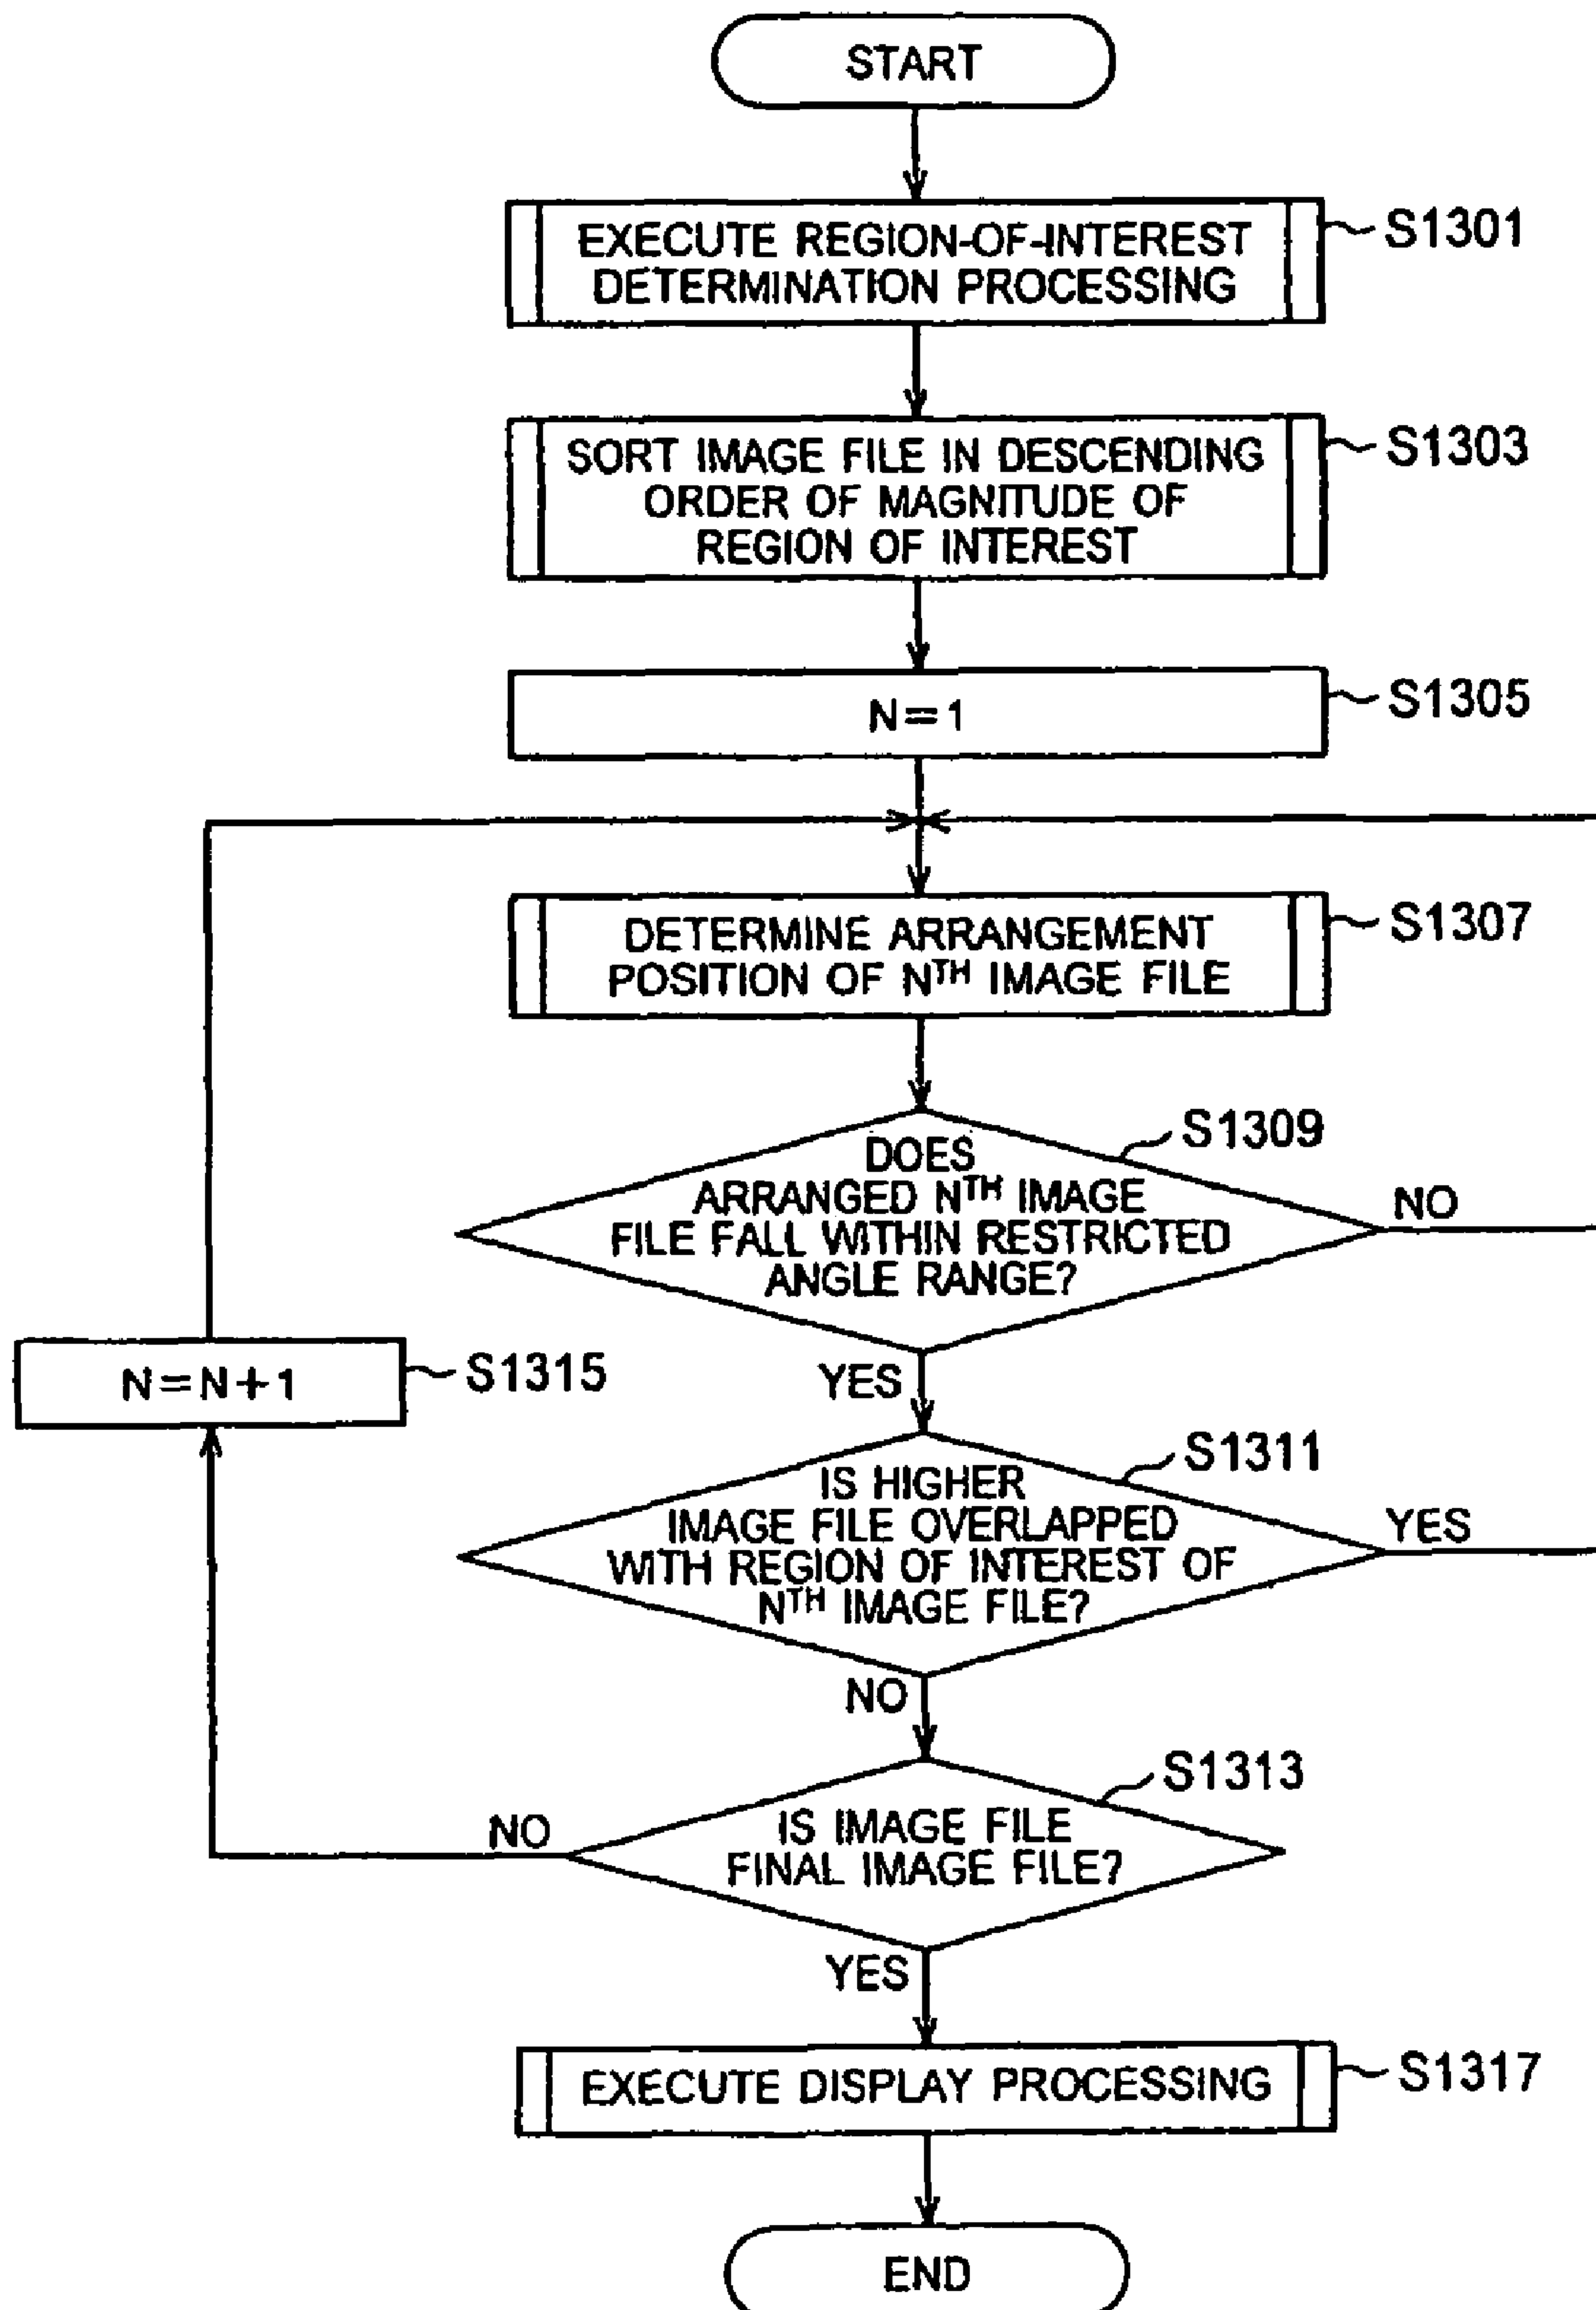 START
EXECUTE REGION-OF-INTEREST
DETERMINATION PROCESSING
S1301
SORT IMAGE FILE IN DESCENDING
ORDER OF MAGNITUDE OF
REGION OF INTEREST
S1303
N=1
S1305
DETERMINE ARRANGEMENT
POSITION OF NTH IMAGE FILE
S1307
DOES
ARRANGED NTH IMAGE
FILE FALL WITHIN RESTRICTED
ANGLE RANGE?
S1309
NO
YES
N=N+1
S1315
IS HIGHER
IMAGE FILE OVERLAPPED
WITH REGION OF INTEREST OF
NTH IMAGE FILE?
S1311
YES
NO
IS IMAGE FILE
FINAL IMAGE FILE?
S1313
NO
YES
EXECUTE DISPLAY PROCESSING
S1317
END